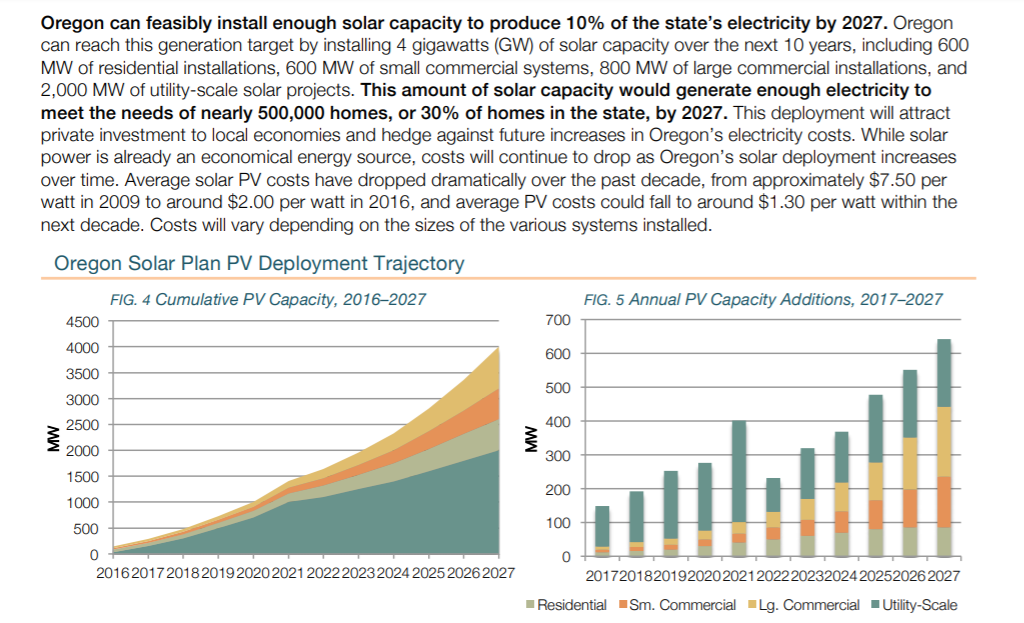 Oregon can feasibly install enough solar capacity to produce 10% of the state's electricity by 2027. Oregon
can reach this generation target by installing 4 gigawatts (GW) of solar capacity over the next 10 years, including 600
MW of residential installations, 600 MW of small commercial systems, 800 MW of large commercial installations, and
2,000 MW of utility-scale solar projects. This amount of solar capacity would generate enough electricity to
meet the needs of nearly 500,000 homes, or 30% of homes in the state, by 2027. This deployment will attract
private investment to local economies and hedge against future increases in Oregon's electricity costs. While solar
power is already an economical energy source, costs will continue to drop as Oregon's solar deployment increases
over time. Average solar PV costs have dropped dramatically over the past decade, from approximately $7.50 per
watt in 2009 to around $2.00 per watt in 2016, and average PV costs could fall to around $1.30 per watt within the
next decade. Costs will vary depending on the sizes of the various systems installed.
Oregon Solar Plan PV Deployment Trajectory
FIG. 4 Cumulative PV Capacity, 2016–2027
4500
4000
3500
3000
2500
2000
1500
1000
500
0
MW
2016 2017 2018 2019 2020 2021 2022 2023 2024 2025 2026 2027
FIG. 5 Annual PV Capacity Additions, 2017–2027
700
600
500
400
300
200
100
0
MW
2017 2018 2019 2020 2021 2022 2023 2024 2025 2026 2027
Residential Sm. Commercial Lg. Commercial Utility-Scale